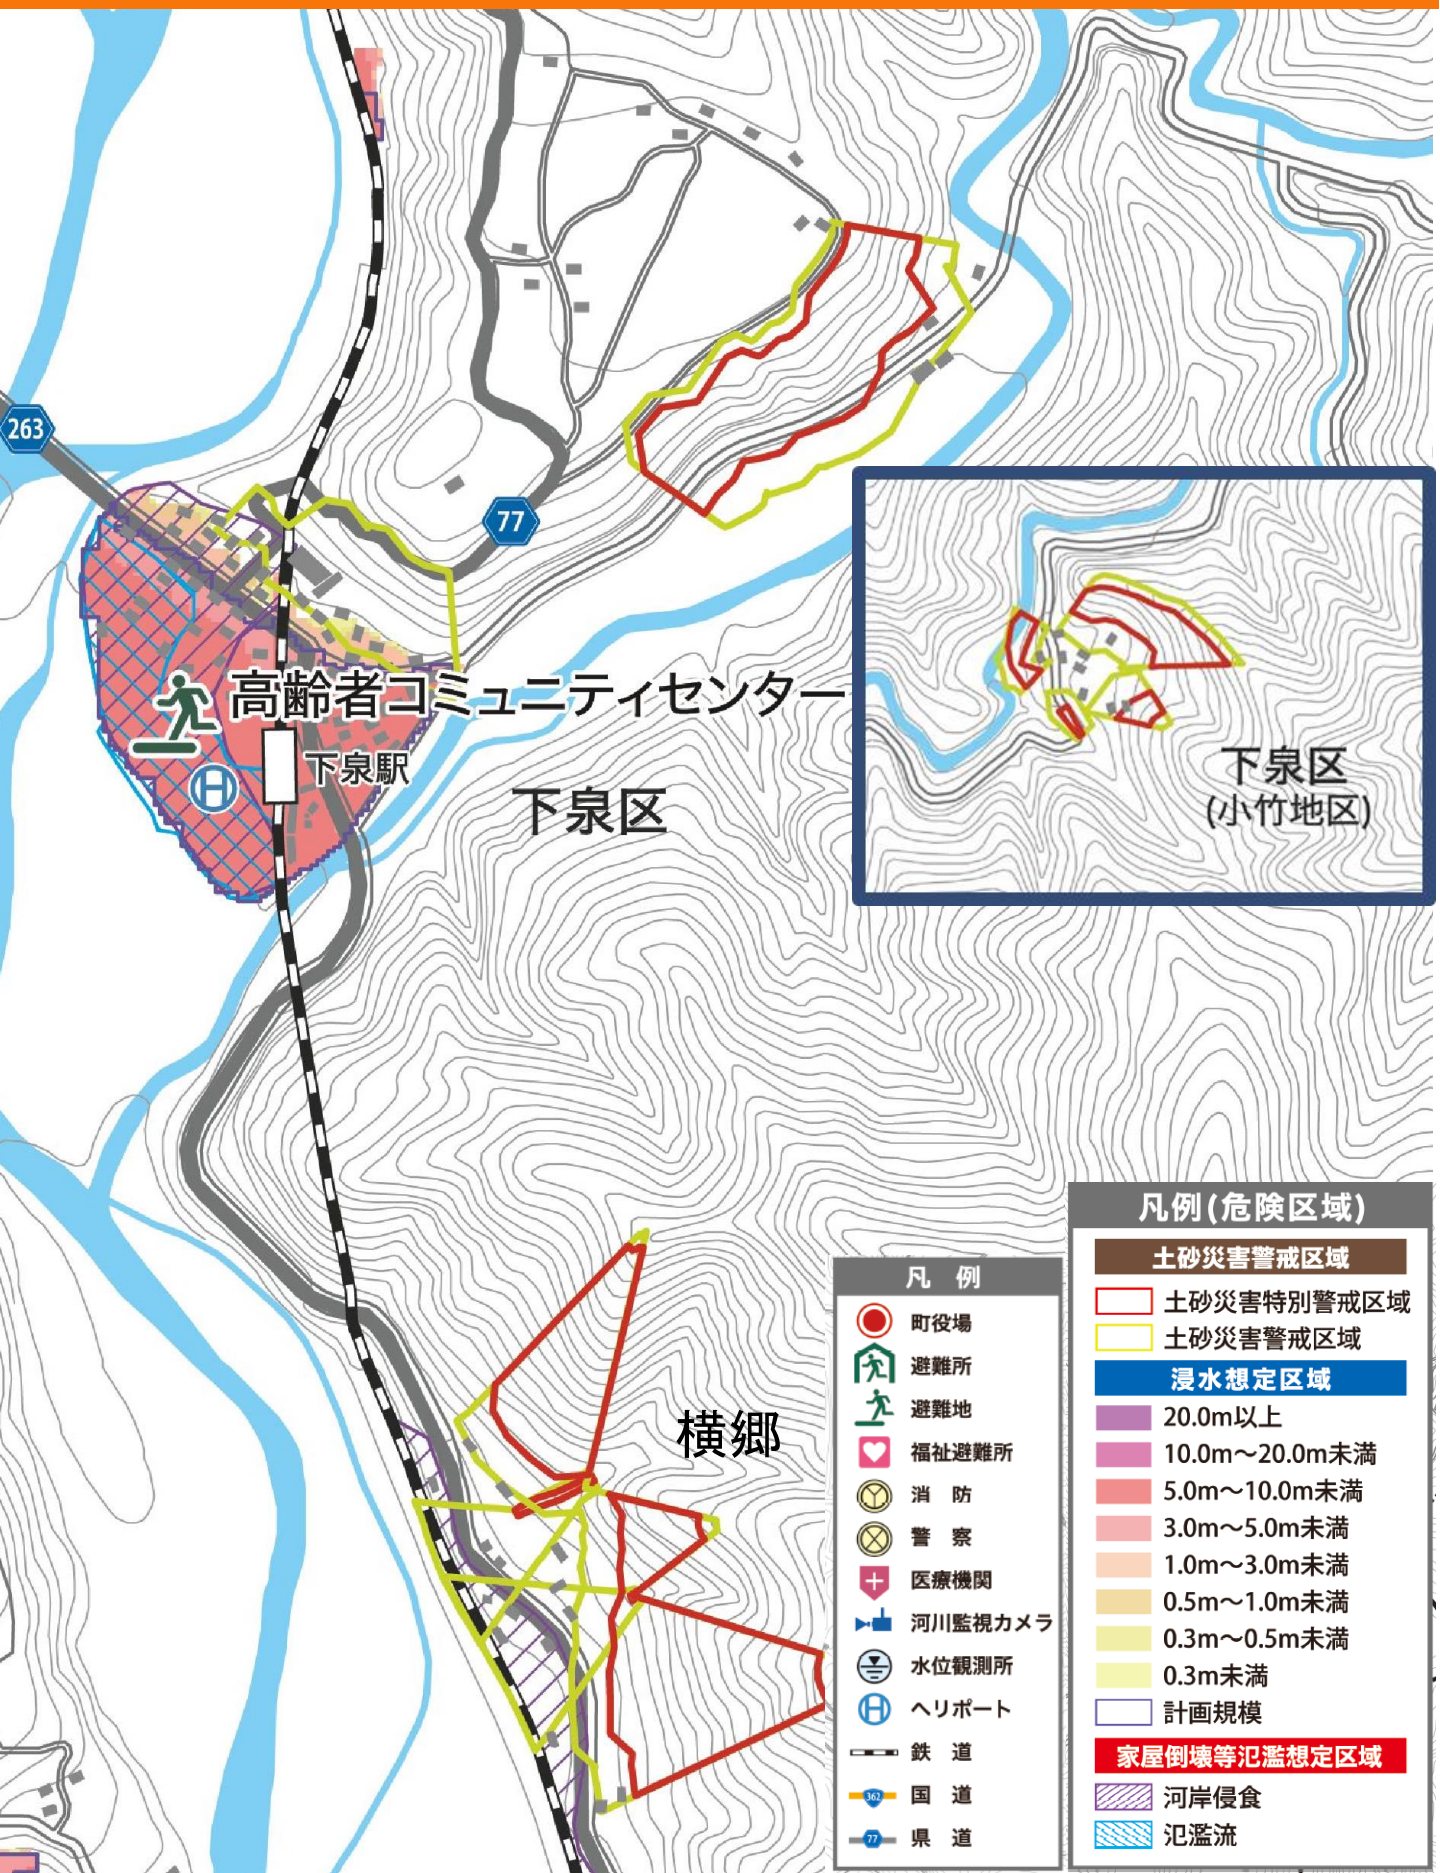 263
77
高齢者コミュニティセンター
下泉駅
下泉区
下泉区
(小竹地区)
横郷
凡 例
町役場
避難所
避難地
福祉避難所
消 防
警 察
医療機関
河川監視カメラ
水位観測所
ヘリポート
鉄 道
362
国 道
77
県 道
凡例(危険区域)
土砂災害警戒区域
土砂災害特別警戒区域
土砂災害警戒区域
浸水想定区域
20.0m以上
10.0m～20.0m未満
5.0m～10.0m未満
3.0m～5.0m未満
1.0m～3.0m未満
0.5m～1.0m未満
0.3m～0.5m未満
0.3m未満
計画規模
家屋倒壊等氾濫想定区域
河岸侵食
氾濫流